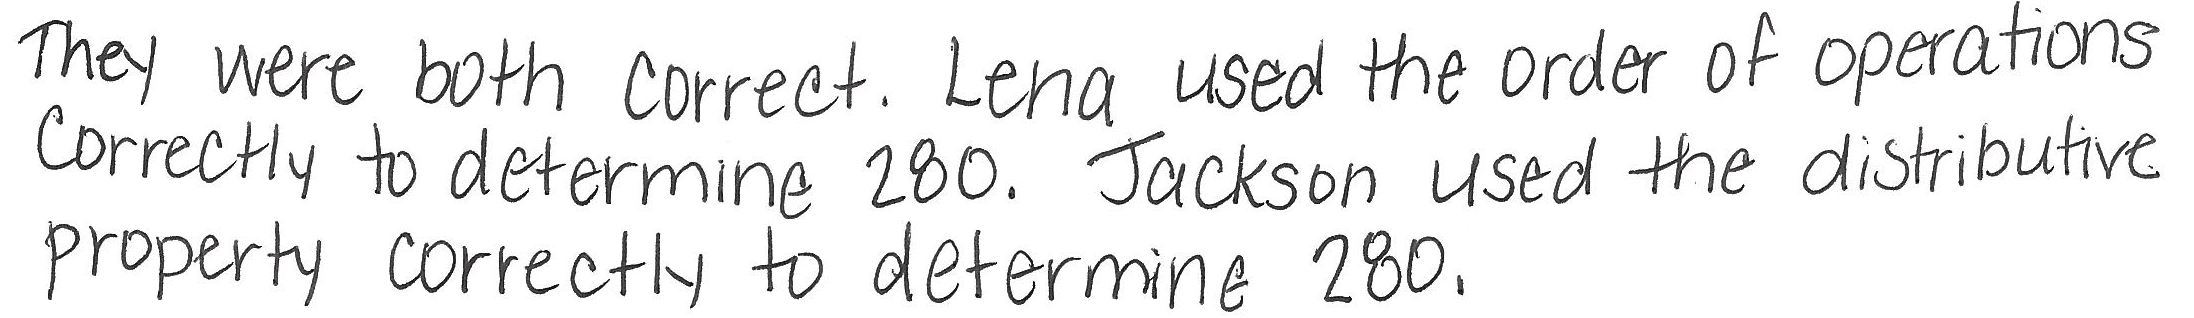 They were both correct. Lena used the order of operations
Correctly to determine 280. Jackson used the distributive
property correctly to determine 280.